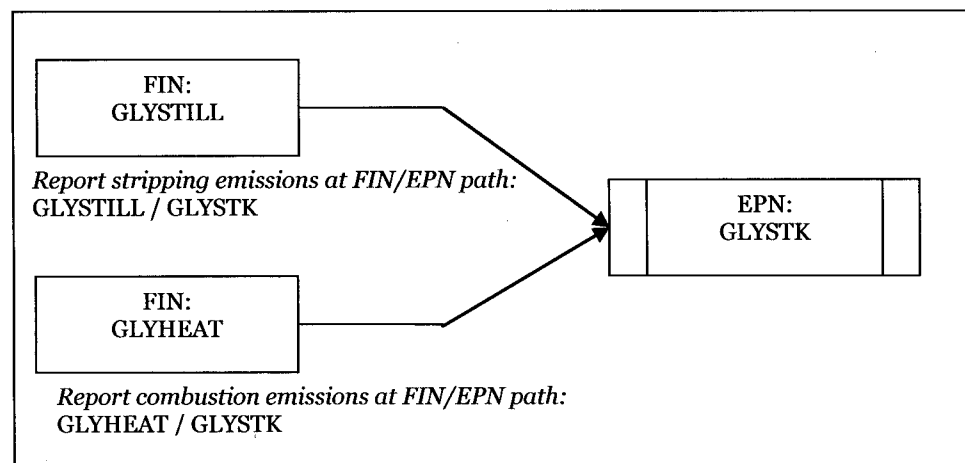 FIN:
GLYSTILL
Report stripping emissions at FIN/EPN path:
GLYSTILL / GLYSTK
EPN:
GLYSTK
FIN:
GLYHEAT
Report combustion emissions at FIN/EPN path:
GLYHEAT / GLYSTK